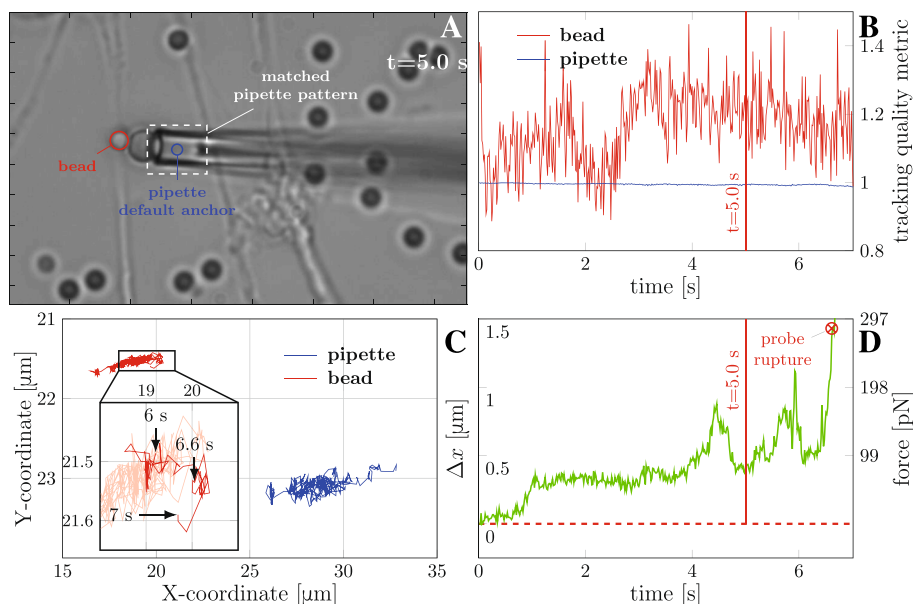 A
t=5.0 s
matched
pipette pattern
bead
pipette
default anchor
B
bead
pipette
1.4
1.2
1
0.8
tracking quality metric
t=5.0 s
0
2
4
6
time [s]
C
21
22
23
Y-coordinate [µm]
pipette
bead
19
20
6 s
6.6 s
21.5
7 s
21.6
15
20
25
30
35
X-coordinate [µm]
D
1.5
1
0.5
0
Δx [µm]
t=5.0 s
probe
rupture
297
198
99
force [pN]
0
2
4
6
time [s]